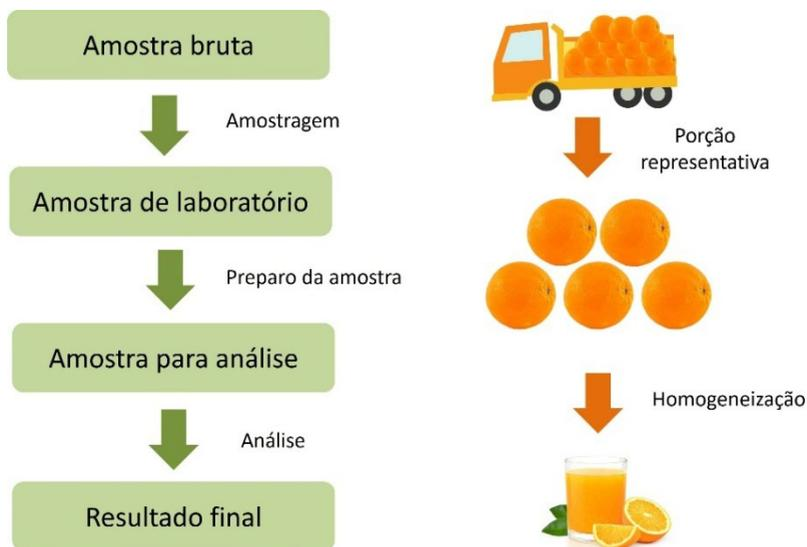 Amostra bruta
Amostragem
Amostra de laboratório
Preparo da amostra
Amostra para análise
Análise
Resultado final
Porção
representativa
Homogeneização